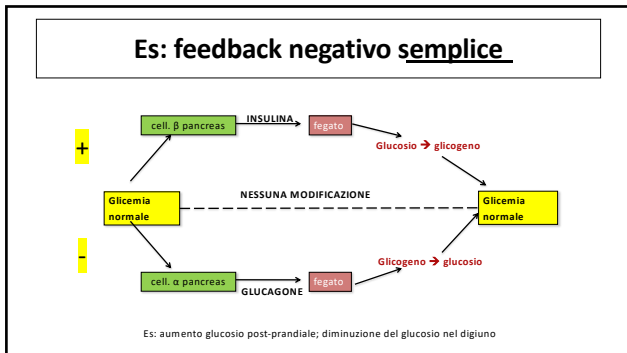 Es: feedback negativo semplice
cell. β pancreas
INSULINA
fegato
Glucosio → glicogeno
+
Glicemia
normale
NESSUNA MODIFICAZIONE
Glicemia
normale
-
cell. α pancreas
GLUCAGONE
fegato
Glicogeno → glucosio
Es: aumento glucosio post-prandiale; diminuzione del glucosio nel digiuno